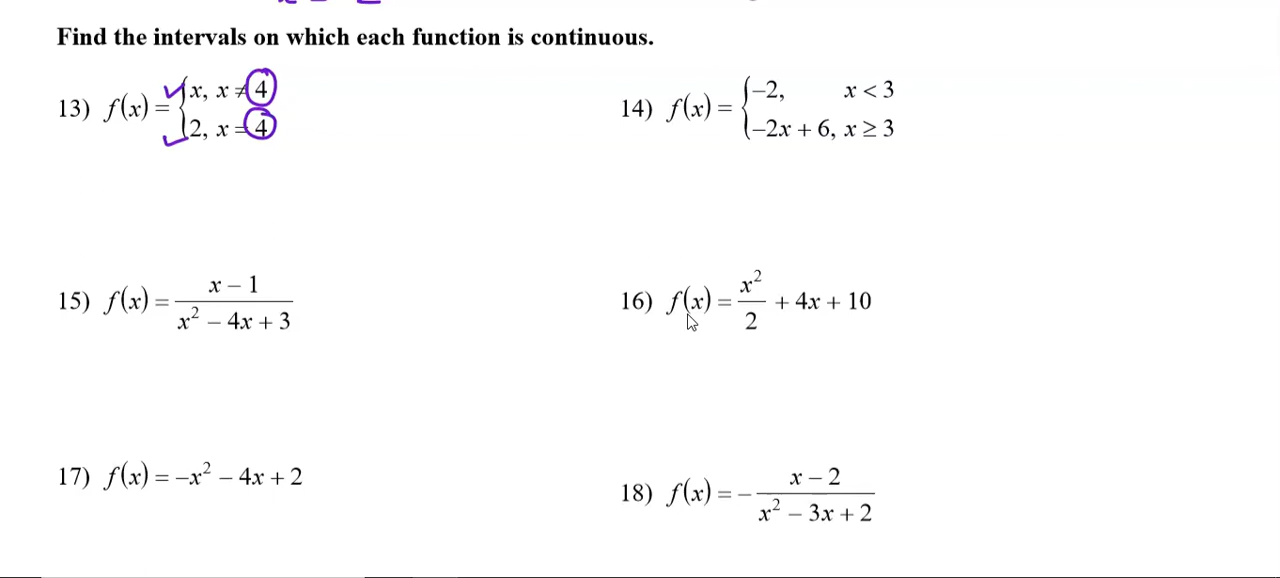 Find the intervals on which each function is continuous.
13) f(x) = {x, x ≠ 4
2, x = 4
14) f(x) = {−2, x < 3
−2x + 6, x ≥ 3
15) f(x) = (x − 1)/(x² − 4x + 3)
16) f(x) = x²/2 + 4x + 10
17) f(x) = −x² − 4x + 2
18) f(x) = −(x − 2)/(x² − 3x + 2)